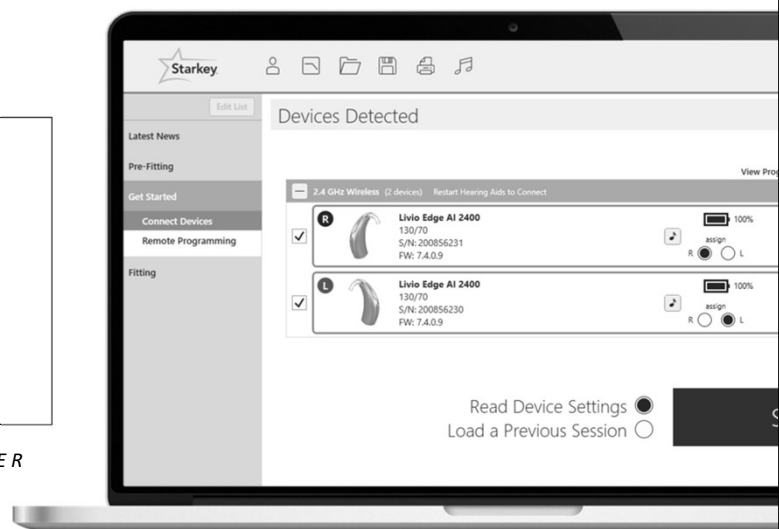 Starkey
Edit List
Devices Detected
Latest News
Pre-Fitting
Get Started
Connect Devices
Remote Programming
Fitting
View
2.4 GHz Wireless (2 devices) Restart Hearing Aids to Connect
R
Livio Edge AI 2400
130/70
S/N: 200856231
FW: 7.4.0.9
100%
assign
R L
L
Livio Edge AI 2400
130/70
S/N: 200856230
FW: 7.4.0.9
100%
assign
R L
Read Device Settings
Load a Previous Session
E R